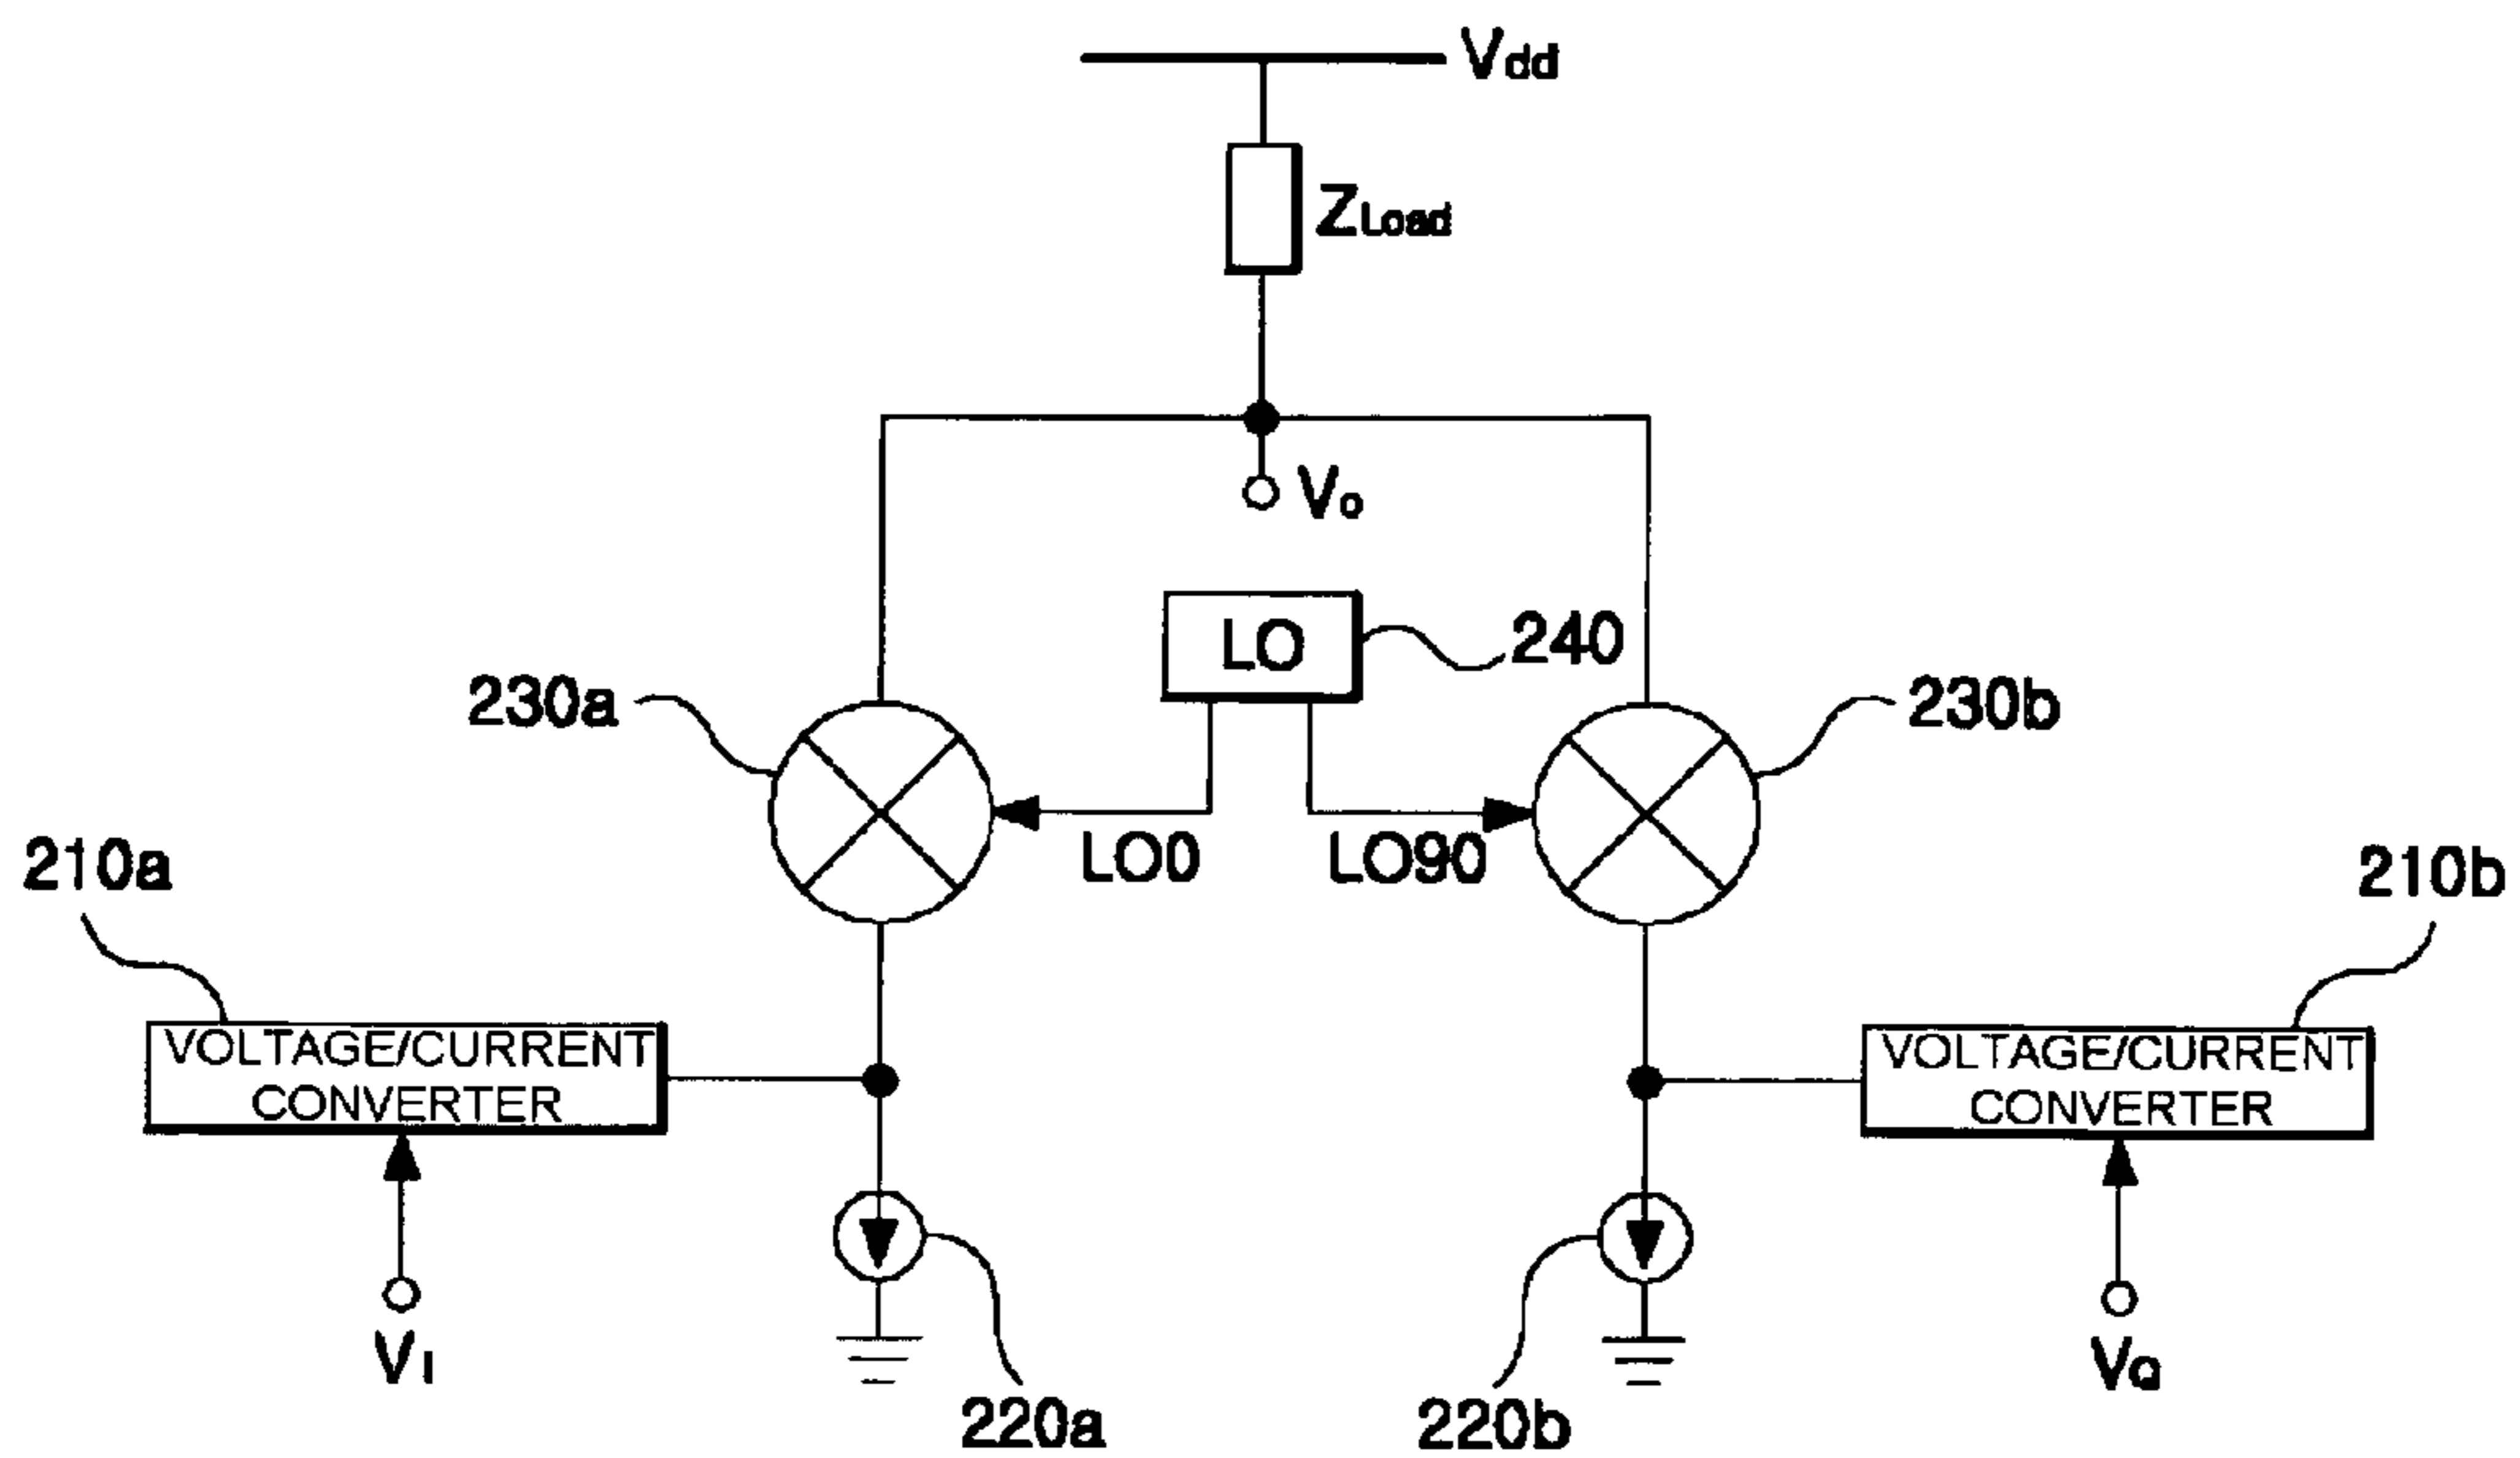 Vdd
ZLoad
Vo
LO
240
230a
230b
LO0
LO90
210a
210b
VOLTAGE/CURRENT
CONVERTER
VOLTAGE/CURRENT
CONVERTER
VI
VQ
220a
220b